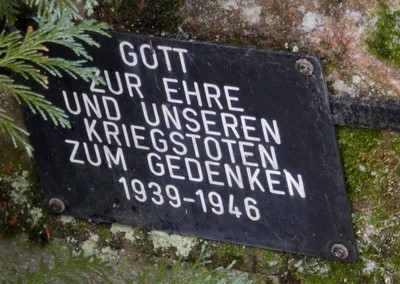 GOTT
ZUR EHRE
UND UNSEREN
KRIEGSTOTEN
ZUM GEDENKEN
1939-1946